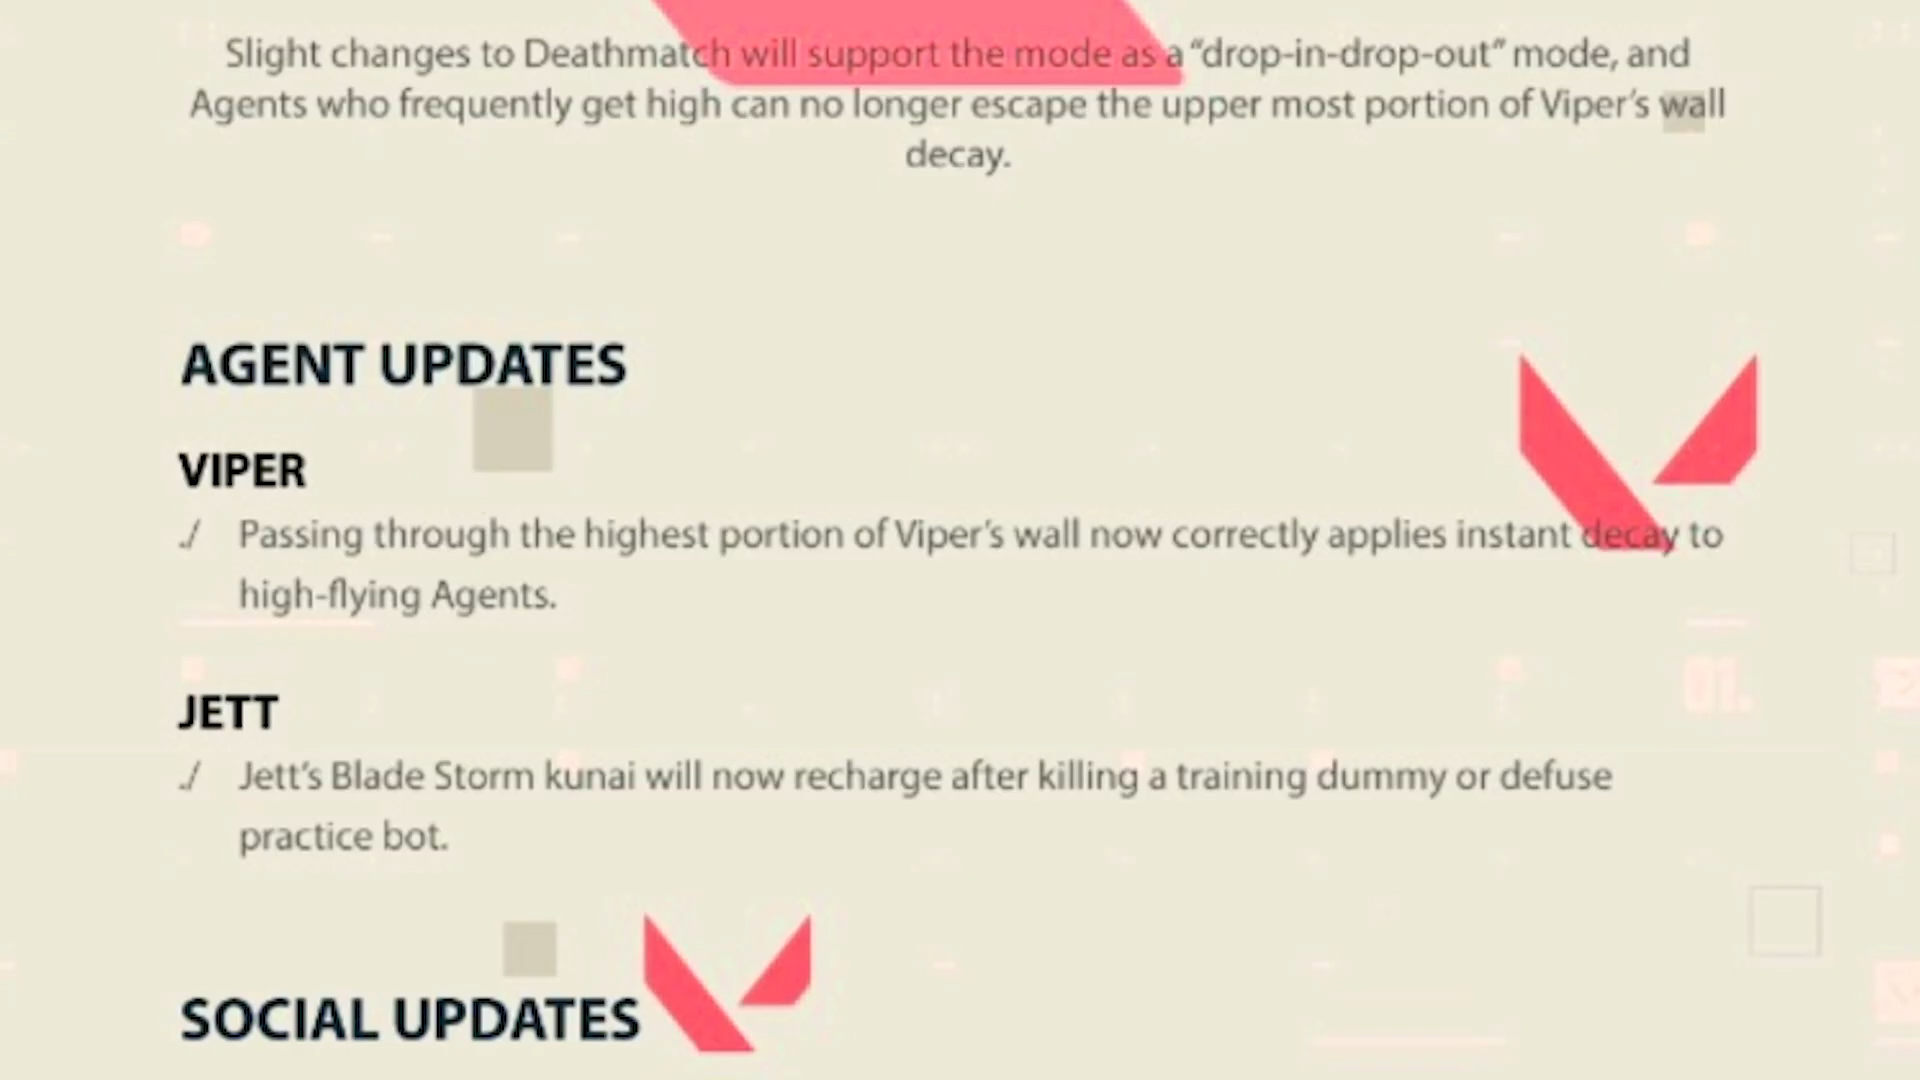 Slight changes to Deathmatch will support the mode as a “drop-in-drop-out” mode, and
Agents who frequently get high can no longer escape the upper most portion of Viper’s wall
decay.
AGENT UPDATES
VIPER
./ Passing through the highest portion of Viper’s wall now correctly applies instant decay to
high-flying Agents.
01.
JETT
./ Jett’s Blade Storm kunai will now recharge after killing a training dummy or defuse
practice bot.
SOCIAL UPDATES